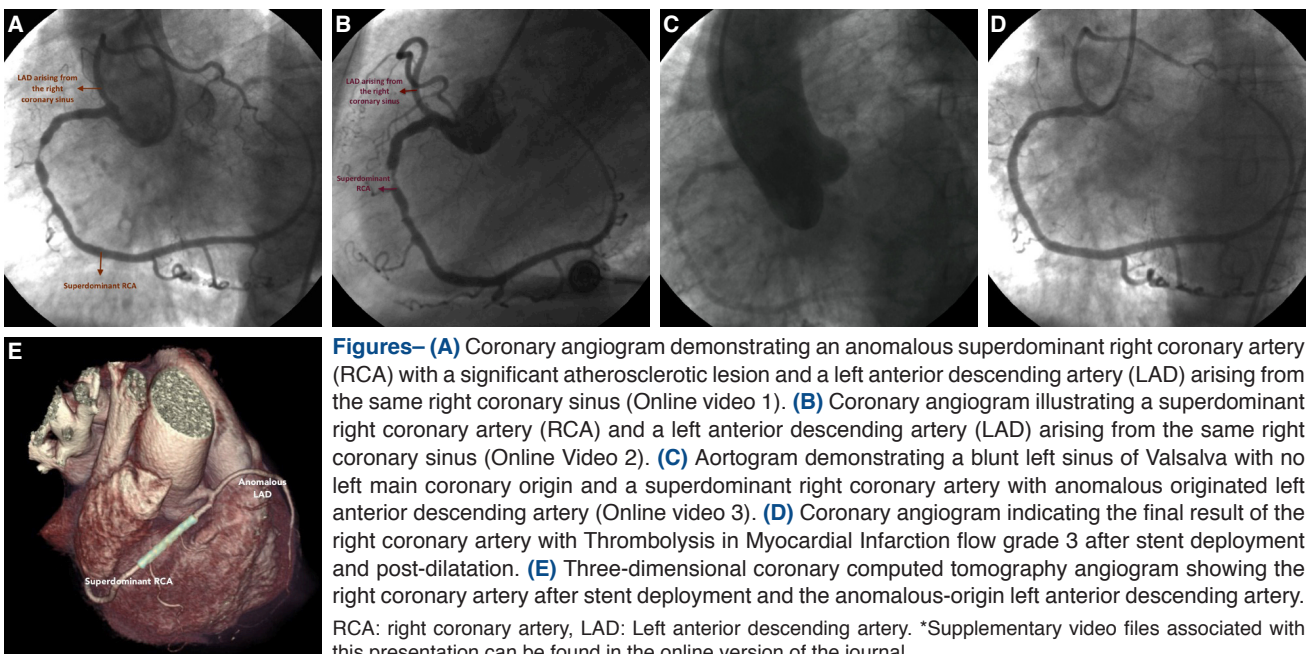 A
LAD arising from
the right
coronary sinus
Superdominant RCA
B
LAD arising from
the right
coronary sinus
Superdominant
RCA
C
D
E
Anomalous
LAD
Superdominant RCA
Figures– (A) Coronary angiogram demonstrating an anomalous superdominant right coronary artery
(RCA) with a significant atherosclerotic lesion and a left anterior descending artery (LAD) arising from
the same right coronary sinus (Online video 1). (B) Coronary angiogram illustrating a superdominant
right coronary artery (RCA) and a left anterior descending artery (LAD) arising from the same right
coronary sinus (Online Video 2). (C) Aortogram demonstrating a blunt left sinus of Valsalva with no
left main coronary origin and a superdominant right coronary artery with anomalous originated left
anterior descending artery (Online video 3). (D) Coronary angiogram indicating the final result of the
right coronary artery with Thrombolysis in Myocardial Infarction flow grade 3 after stent deployment
and post-dilatation. (E) Three-dimensional coronary computed tomography angiogram showing the
right coronary artery after stent deployment and the anomalous-origin left anterior descending artery.
RCA: right coronary artery, LAD: Left anterior descending artery. *Supplementary video files associated with
this presentation can be found in the online version of the journal